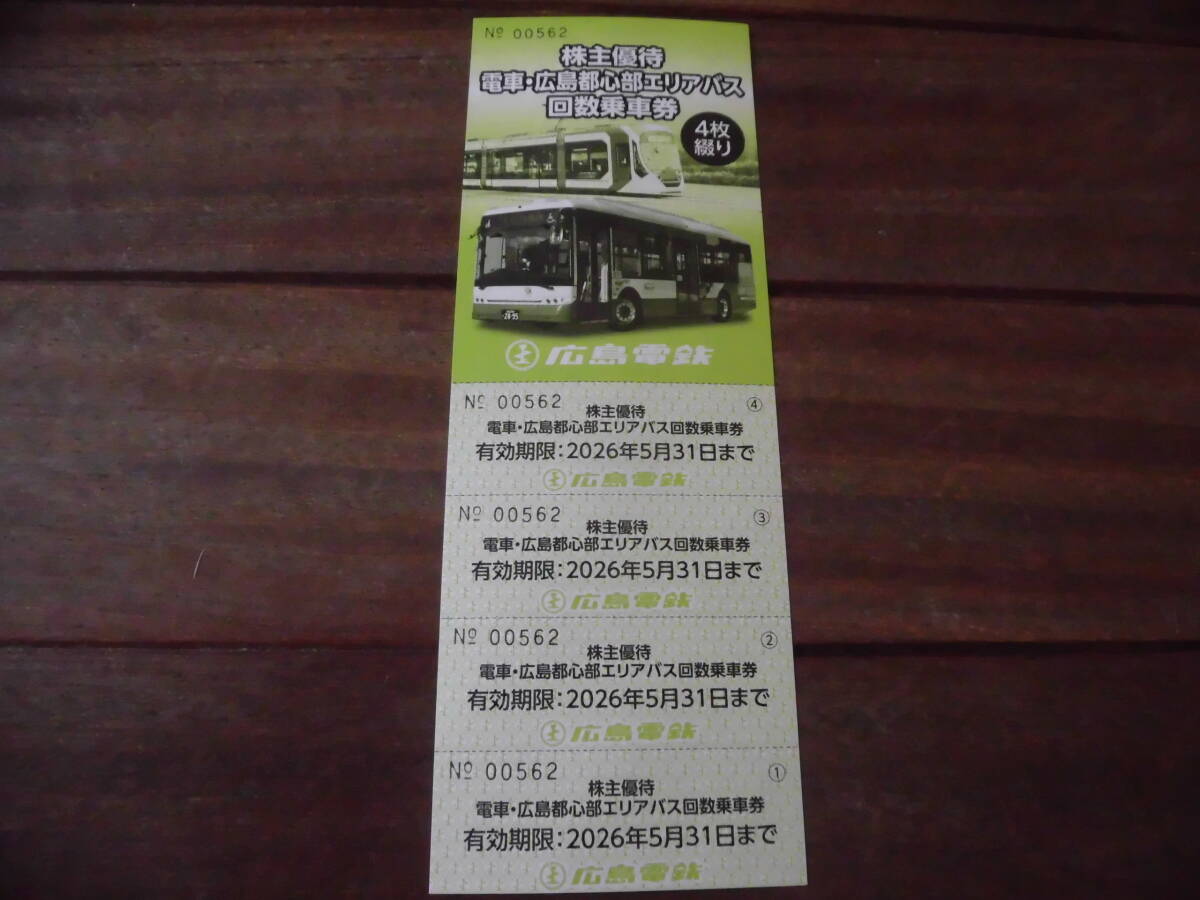 № 00562
株主優待
電車・広島都心部エリアバス
回数乗車券
4枚
綴り
広島電鉄
№ 00562
④
株主優待
電車・広島都心部エリアバス回数乗車券
有効期限：2026年5月31日まで
広島電鉄
№ 00562
③
株主優待
電車・広島都心部エリアバス回数乗車券
有効期限：2026年5月31日まで
広島電鉄
№ 00562
②
株主優待
電車・広島都心部エリアバス回数乗車券
有効期限：2026年5月31日まで
広島電鉄
№ 00562
①
株主優待
電車・広島都心部エリアバス回数乗車券
有効期限：2026年5月31日まで
広島電鉄